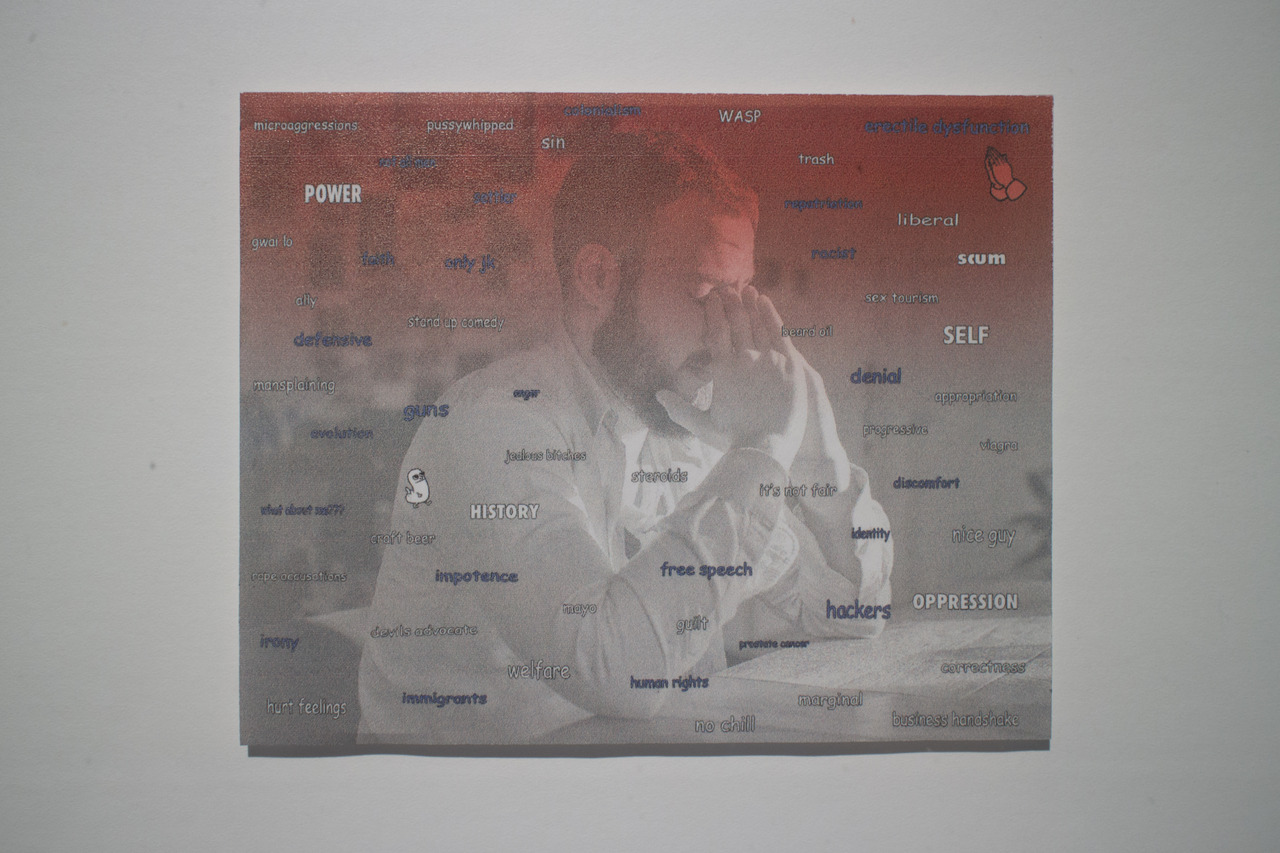 colonialism
WASP
microaggressions
pussywhipped
erectile dysfunction
sin
trash
POWER
repatriation
liberal
gwai lo
faith
only jk
racist
scum
ally
sex tourism
stand up comedy
beard oil
SELF
defensive
denial
mansplaining
anger
appropriation
guns
evolution
progressive
viagra
jealous bitches
steroids
it's not fair
discomfort
what about me???
HISTORY
identity
nice guy
craft beer
rape accusations
impotence
free speech
mayo
hackers
OPPRESSION
guilt
devils advocate
irony
prostate cancer
welfare
correctness
human rights
immigrants
marginal
hurt feelings
no chill
business handshake